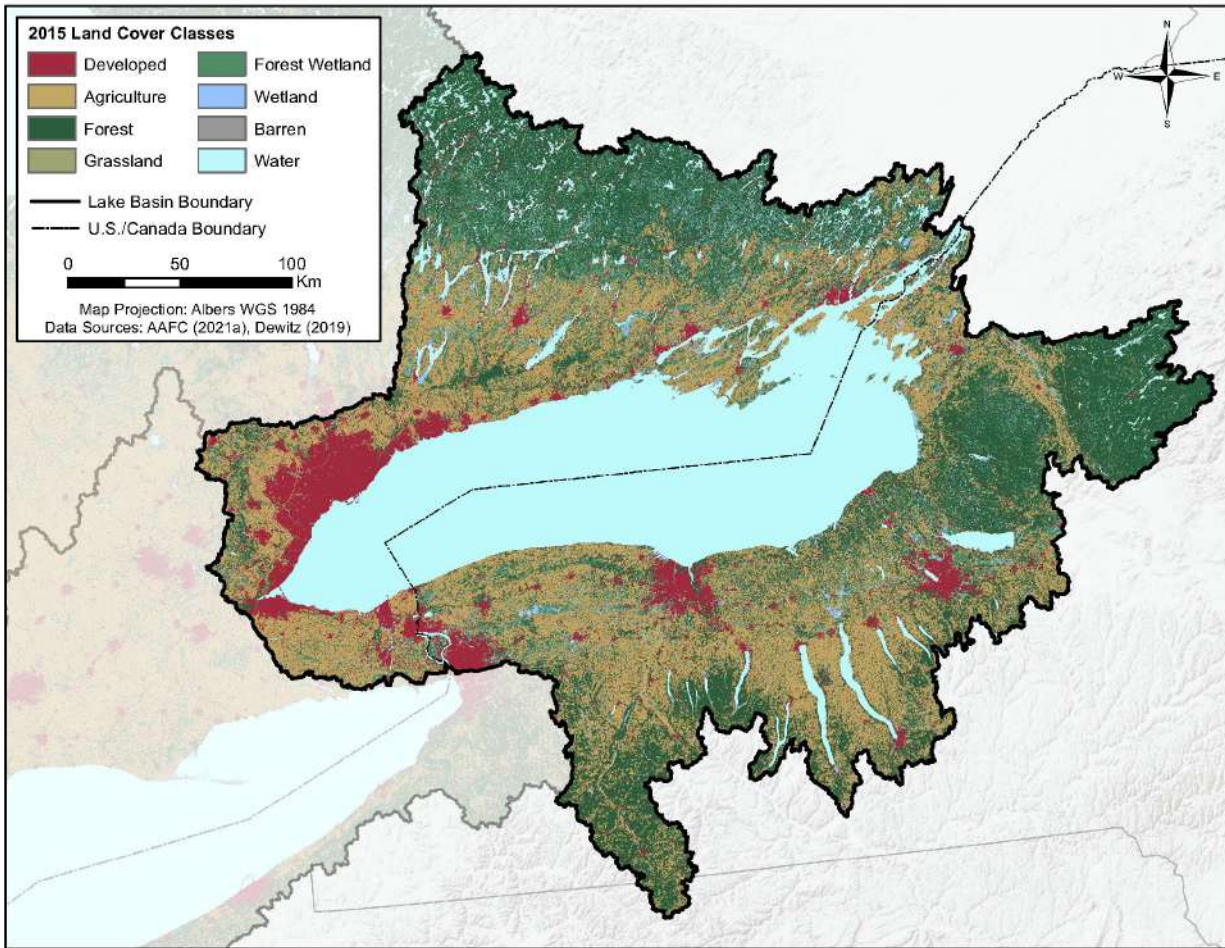 2015 Land Cover Classes
Developed
Agriculture
Forest
Grassland
Forest Wetland
Wetland
Barren
Water
Lake Basin Boundary
U.S./Canada Boundary
0 50 100
Km
Map Projection: Albers WGS 1984
Data Sources: AAFC (2021a), Dewitz (2019)
N
W E
S